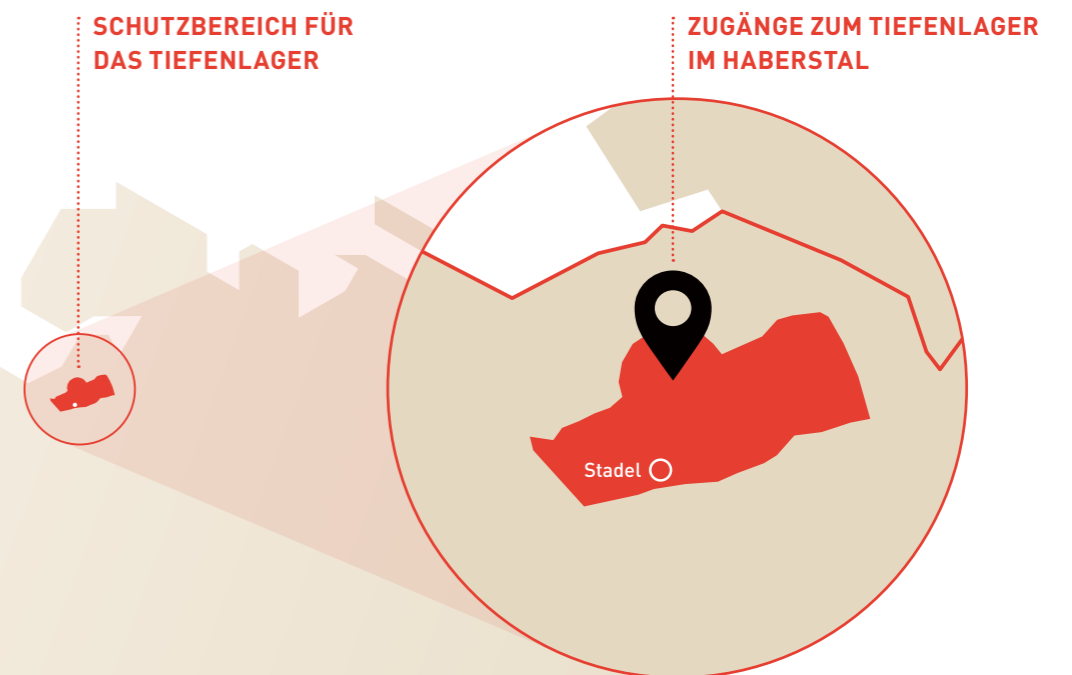 SCHUTZBEREICH FÜR
DAS TIEFENLAGER
ZUGÄNGE ZUM TIEFENLAGER
IM HABERSTAL
Stadel